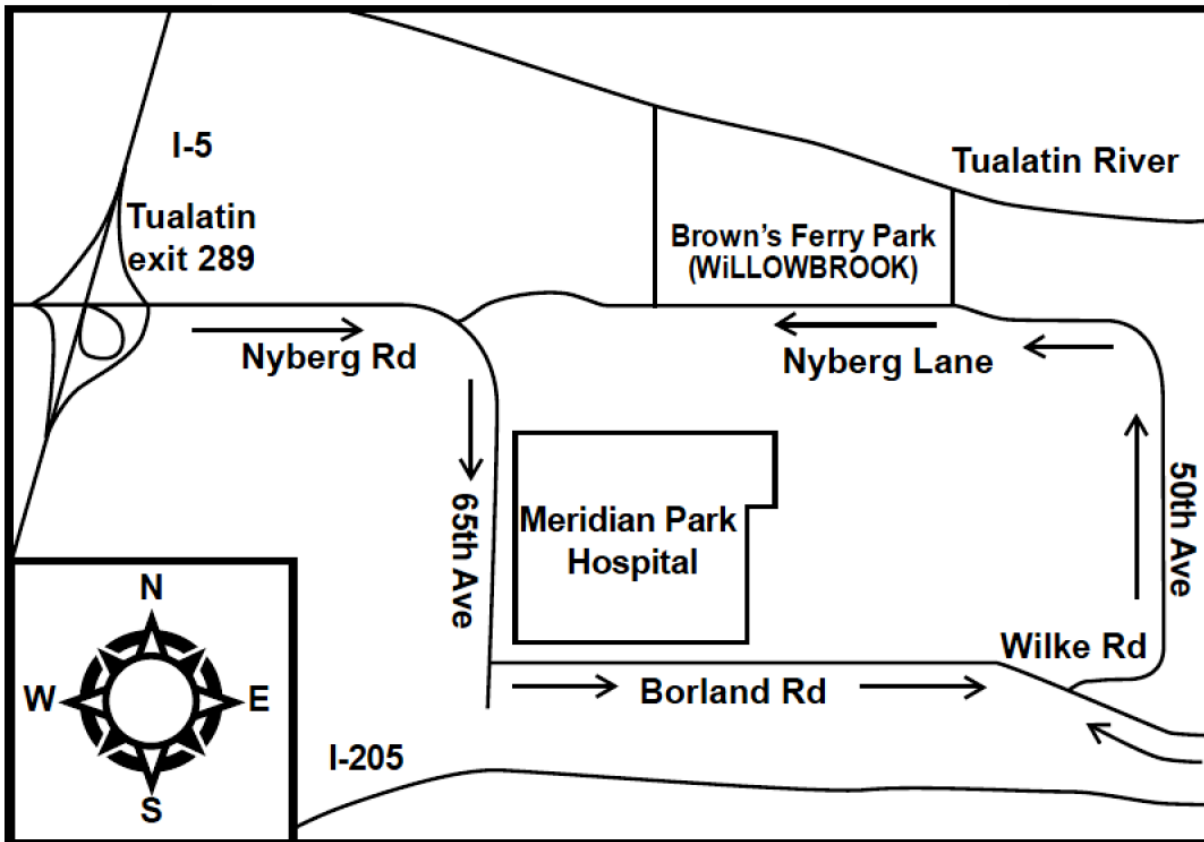 I-5
Tualatin
exit 289
Tualatin River
Brown's Ferry Park
(WiLLOWBROOK)
Nyberg Rd
Nyberg Lane
65th Ave
Meridian Park
Hospital
50th Ave
Wilke Rd
Borland Rd
I-205
N
W
E
S